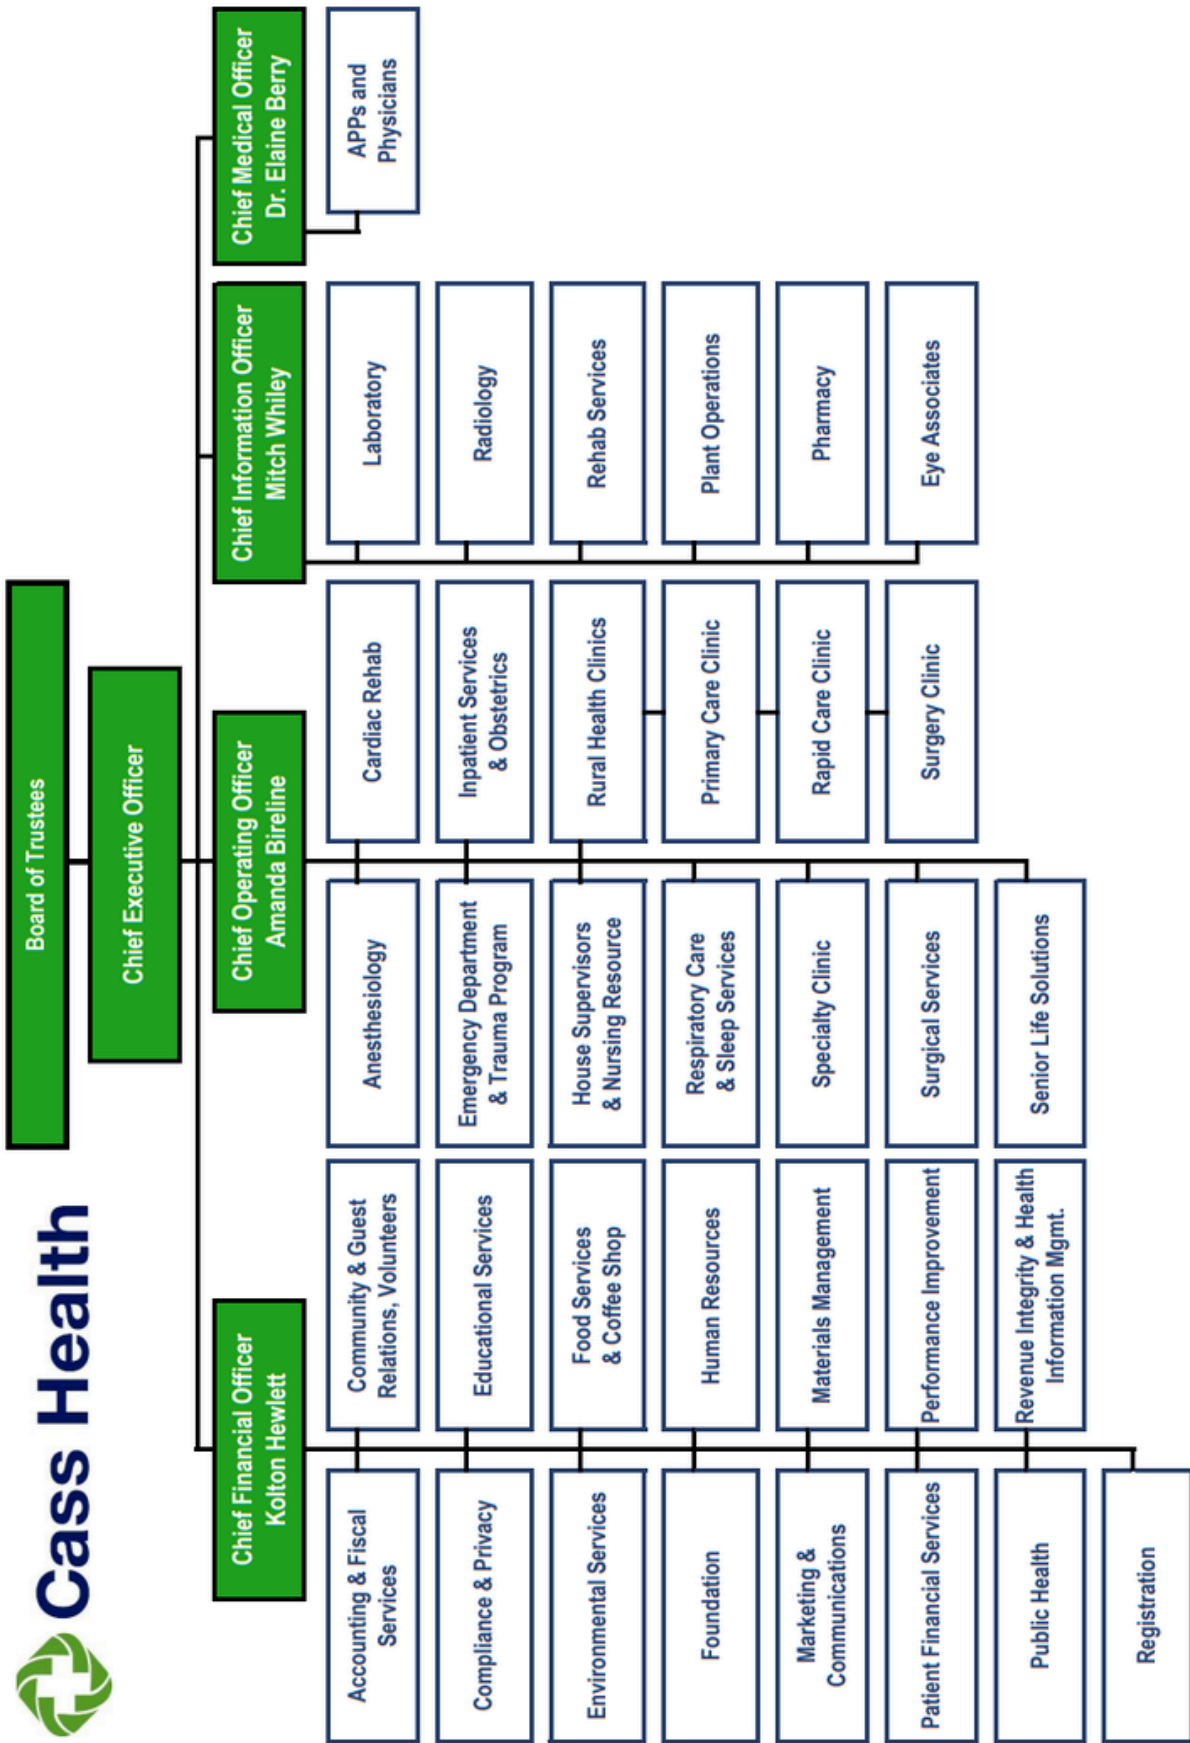 Cass Health
Board of Trustees
Chief Executive Officer
Chief Financial Officer
Kolton Hewlett
Chief Operating Officer
Amanda Bireline
Chief Information Officer
Mitch Whiley
Chief Medical Officer
Dr. Elaine Berry
Accounting & Fiscal
Services
Community & Guest
Relations, Volunteers
Anesthesiology
Cardiac Rehab
Laboratory
APPs and
Physicians
Compliance & Privacy
Educational Services
Emergency Department
& Trauma Program
Inpatient Services
& Obstetrics
Radiology
Environmental Services
Food Services
& Coffee Shop
House Supervisors
& Nursing Resource
Rural Health Clinics
Rehab Services
Foundation
Human Resources
Respiratory Care
& Sleep Services
Primary Care Clinic
Plant Operations
Marketing &
Communications
Materials Management
Specialty Clinic
Rapid Care Clinic
Pharmacy
Patient Financial Services
Performance Improvement
Surgical Services
Surgery Clinic
Eye Associates
Public Health
Revenue Integrity & Health
Information Mgmt.
Senior Life Solutions
Registration